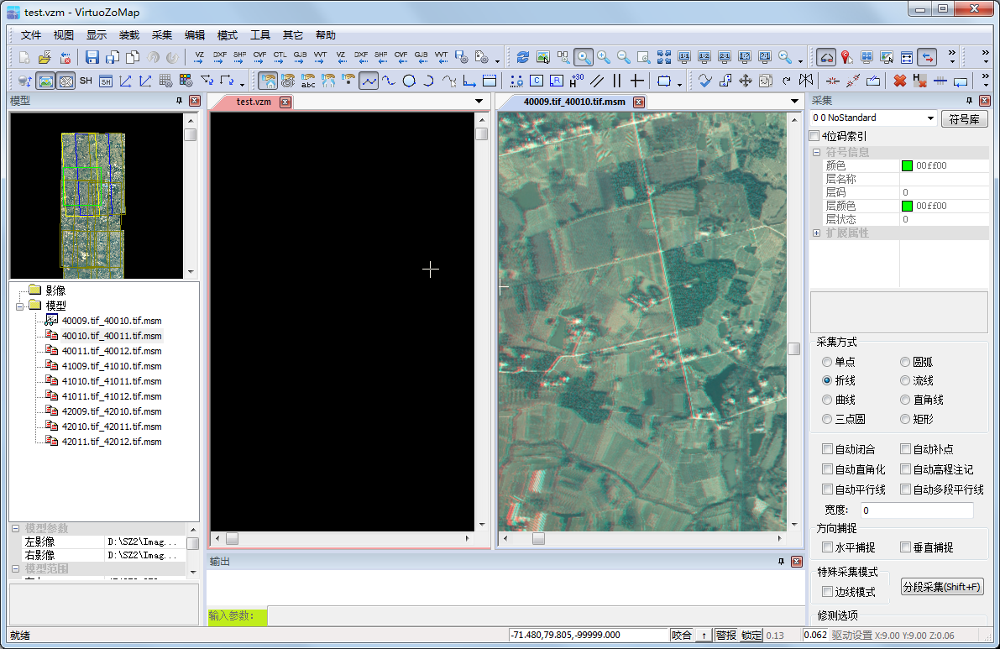 test.vzm - VirtuoZoMap
文件 视图 显示 装载 采集 编辑 模式 工具 其它 帮助
VZ DXF SHP CVF CTL GJB VVT VZ DXF SHP CVF GJB VVT
SH SH abc C R H30
模型
test.vzm
40009.tif_40010.tif.msm
采集
0 0 NoStandard
符号库
4位码索引
符号信息
颜色 00ff00
层名称
层码 0
层颜色 00ff00
层状态 0
扩展属性
影像
模型
40009.tif_40010.tif.msm
40010.tif_40011.tif.msm
40011.tif_40012.tif.msm
41009.tif_41010.tif.msm
41010.tif_41011.tif.msm
41011.tif_41012.tif.msm
42009.tif_42010.tif.msm
42010.tif_42011.tif.msm
42011.tif_42012.tif.msm
模型参数
左影像 D:\SZ2\Imag...
右影像 D:\SZ2\Imag...
模型范围
采集方式
单点 圆弧
折线 流线
曲线 直角线
三点圆 矩形
自动闭合 自动补点
自动直角化 自动高程注记
自动平行线 自动多段平行线
宽度: 0
方向捕捉
水平捕捉 垂直捕捉
特殊采集模式
边线模式 分段采集(Shift+F)
修测选项
输出
输入参数:
就绪
-71.480,79.805,-99999.000 咬合 ↑ 警报 锁定 0.13 0.062 驱动设置 X:9.00 Y:9.00 Z:0.06